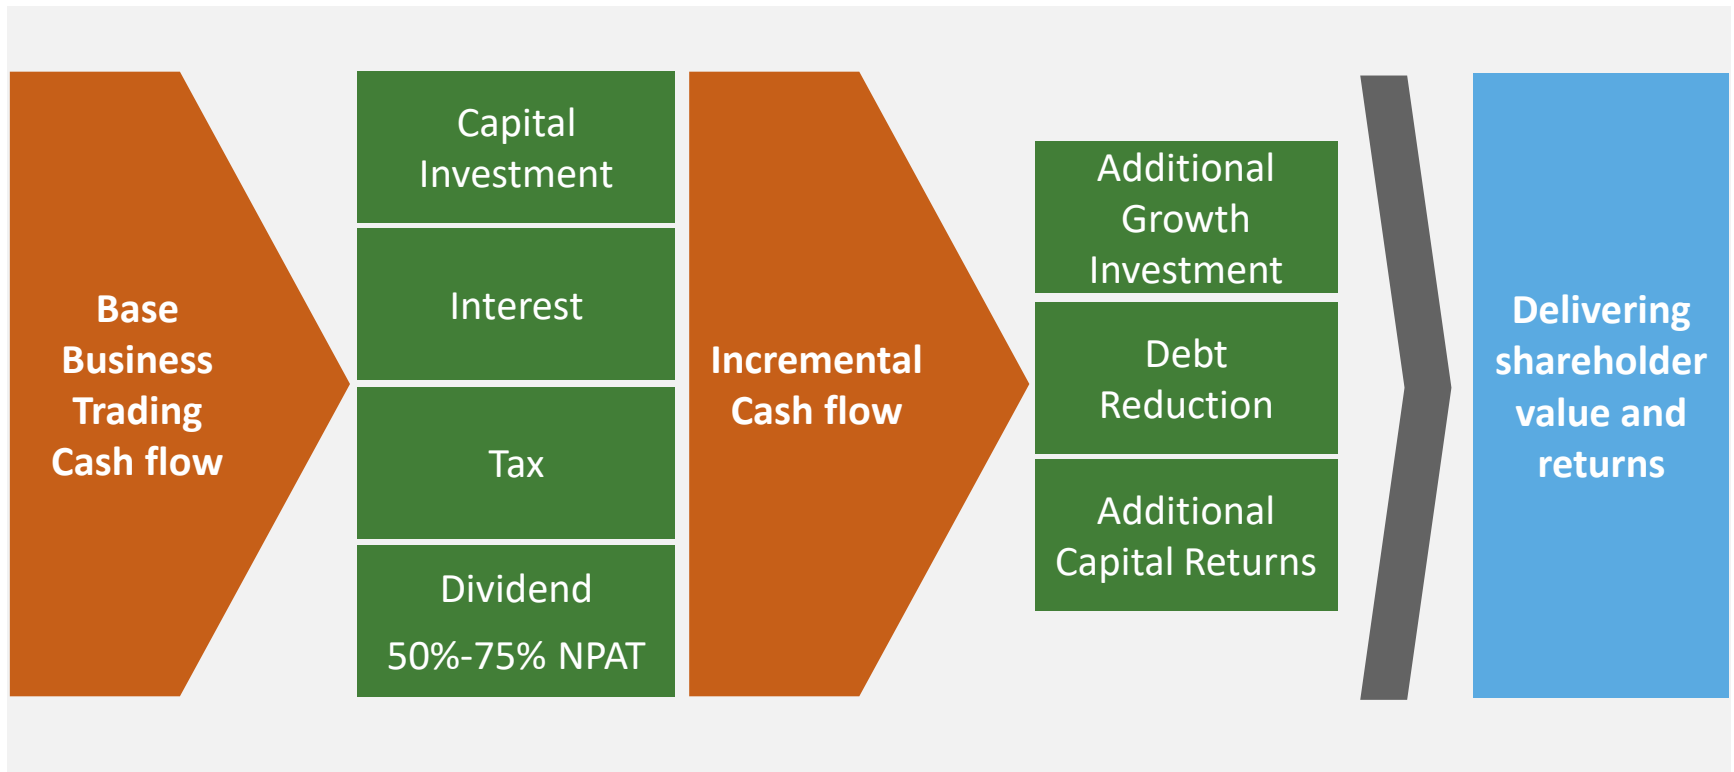 Base
Business
Trading
Cash flow
Capital
Investment
Interest
Tax
Dividend
50%-75% NPAT
Incremental
Cash flow
Additional
Growth
Investment
Debt
Reduction
Additional
Capital Returns
Delivering
shareholder
value and
returns